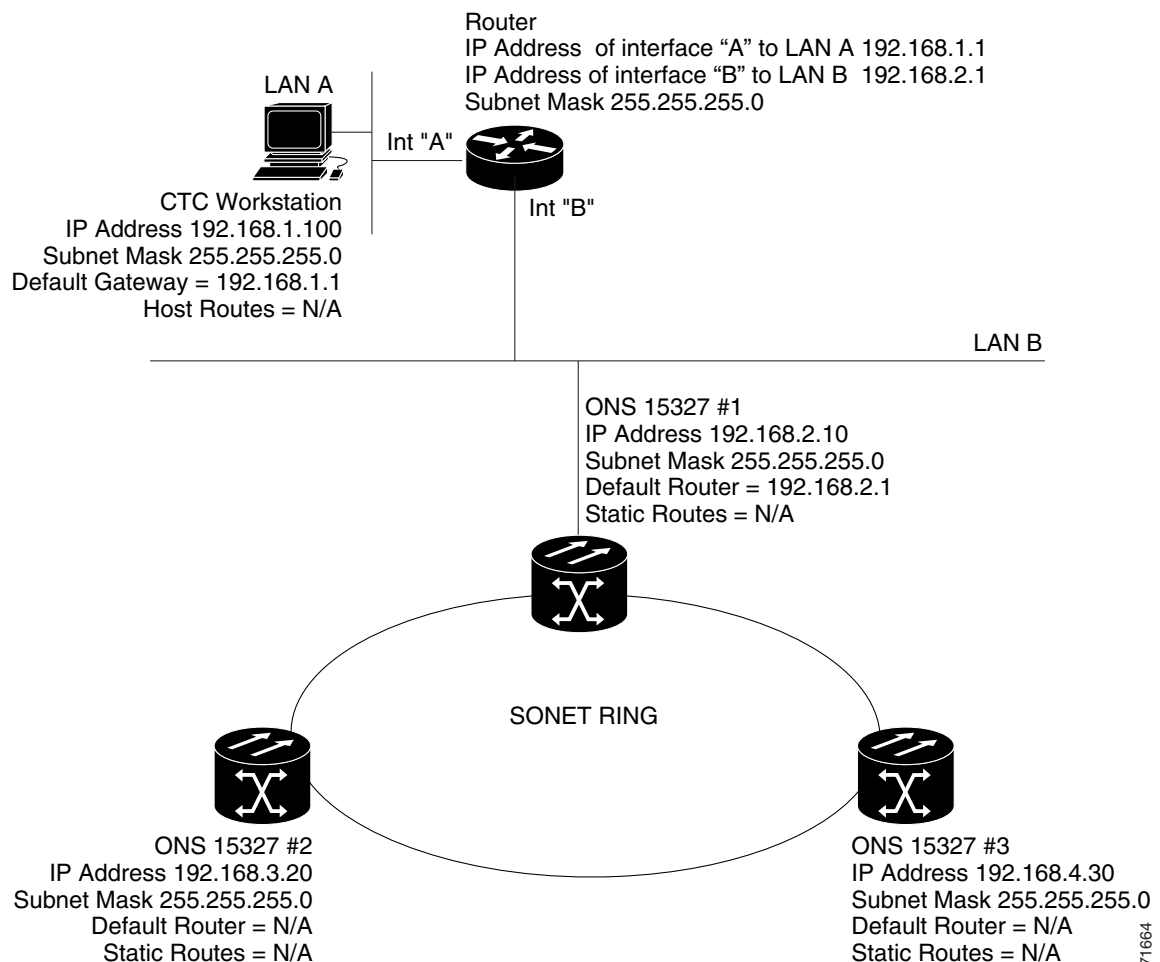 Router
IP Address of interface “A” to LAN A 192.168.1.1
IP Address of interface “B” to LAN B 192.168.2.1
Subnet Mask 255.255.255.0
LAN A
Int "A"
Int "B"
CTC Workstation
IP Address 192.168.1.100
Subnet Mask 255.255.255.0
Default Gateway = 192.168.1.1
Host Routes = N/A
LAN B
ONS 15327 #1
IP Address 192.168.2.10
Subnet Mask 255.255.255.0
Default Router = 192.168.2.1
Static Routes = N/A
SONET RING
ONS 15327 #2
IP Address 192.168.3.20
Subnet Mask 255.255.255.0
Default Router = N/A
Static Routes = N/A
ONS 15327 #3
IP Address 192.168.4.30
Subnet Mask 255.255.255.0
Default Router = N/A
Static Routes = N/A
71664